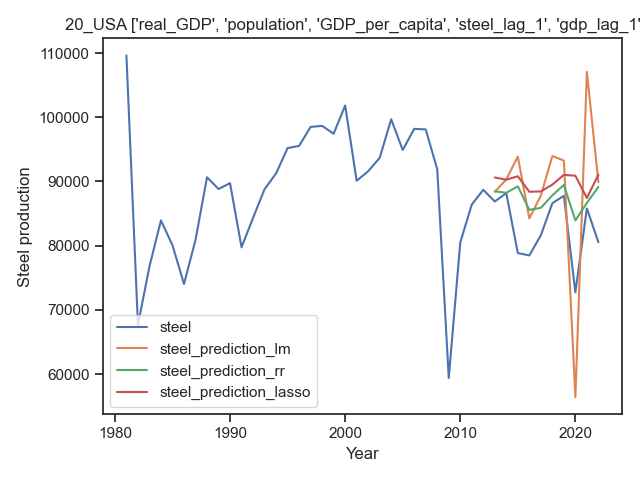 20_USA ['real_GDP', 'population', 'GDP_per_capita', 'steel_lag_1', 'gdp_lag_1'
110000
100000
90000
80000
70000
60000
Steel production
steel
steel_prediction_lm
steel_prediction_rr
steel_prediction_lasso
1980
1990
2000
2010
2020
Year